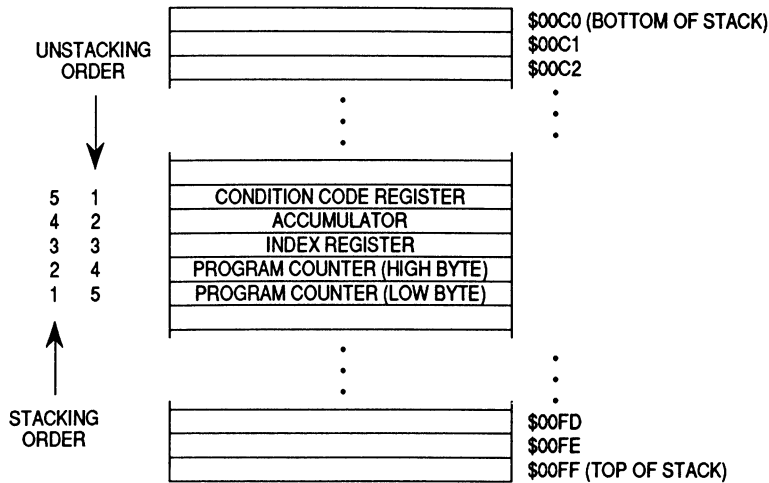 $00C0 (BOTTOM OF STACK)
UNSTACKING
ORDER
$00C1
$00C2
5 1 CONDITION CODE REGISTER
4 2 ACCUMULATOR
3 3 INDEX REGISTER
2 4 PROGRAM COUNTER (HIGH BYTE)
1 5 PROGRAM COUNTER (LOW BYTE)
STACKING
ORDER
$00FD
$00FE
$00FF (TOP OF STACK)